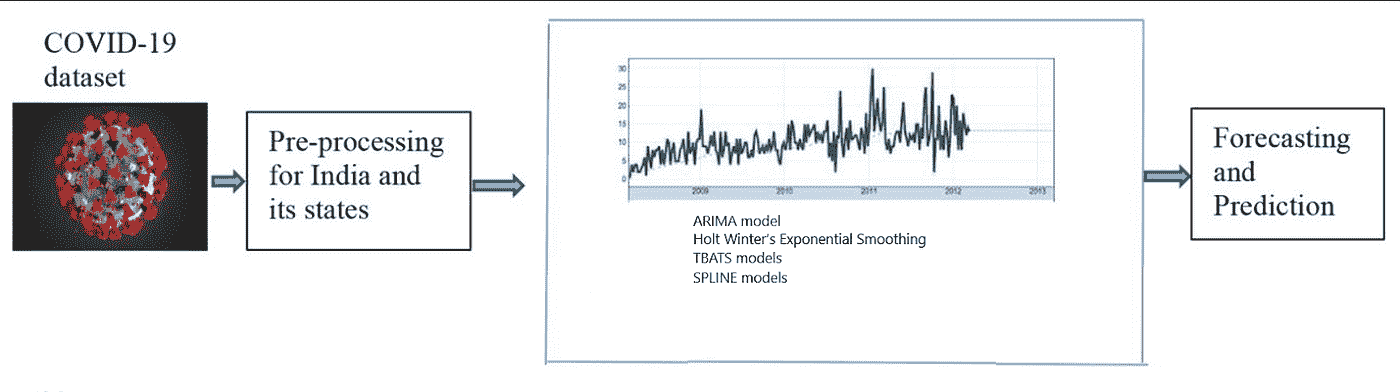 COVID-19
dataset
Pre-processing
for India and
its states
30
25
20
15
10
5
0
2009
2010
2011
2012
2013
ARIMA model
Holt Winter's Exponential Smoothing
TBATS models
SPLINE models
Forecasting
and
Prediction